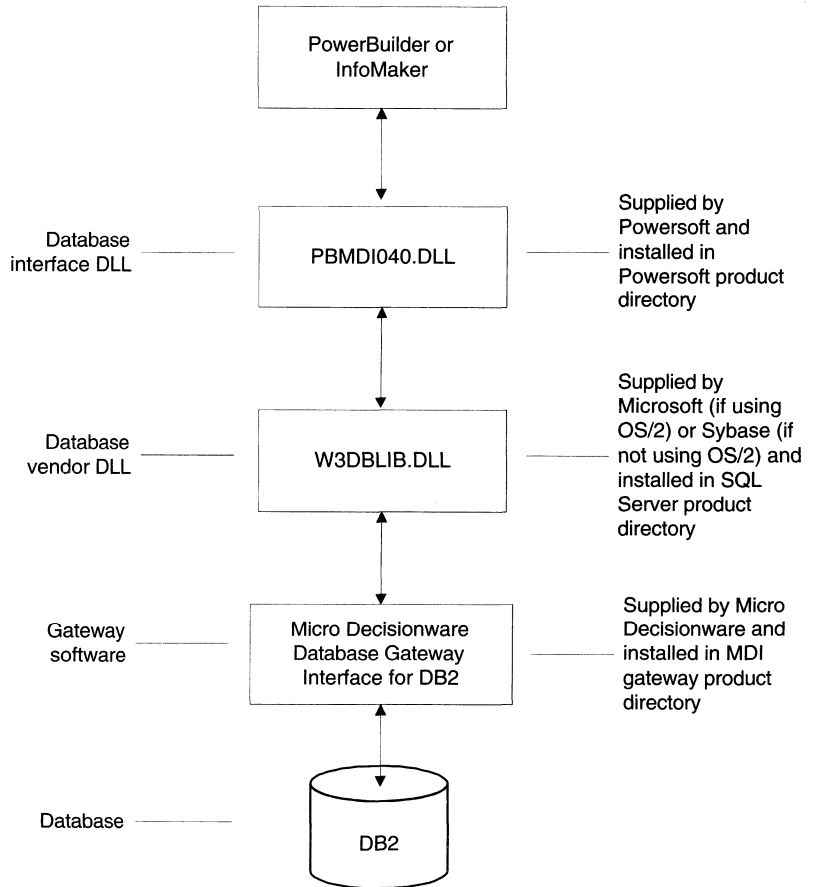 PowerBuilder or
InfoMaker
Database
interface DLL
PBMDI040.DLL
Supplied by
Powersoft and
installed in
Powersoft product
directory
Database
vendor DLL
W3DBLIB.DLL
Supplied by
Microsoft (if using
OS/2) or Sybase (if
not using OS/2) and
installed in SQL
Server product
directory
Gateway
software
Micro Decisionware
Database Gateway
Interface for DB2
Supplied by Micro
Decisionware and
installed in MDI
gateway product
directory
Database
DB2